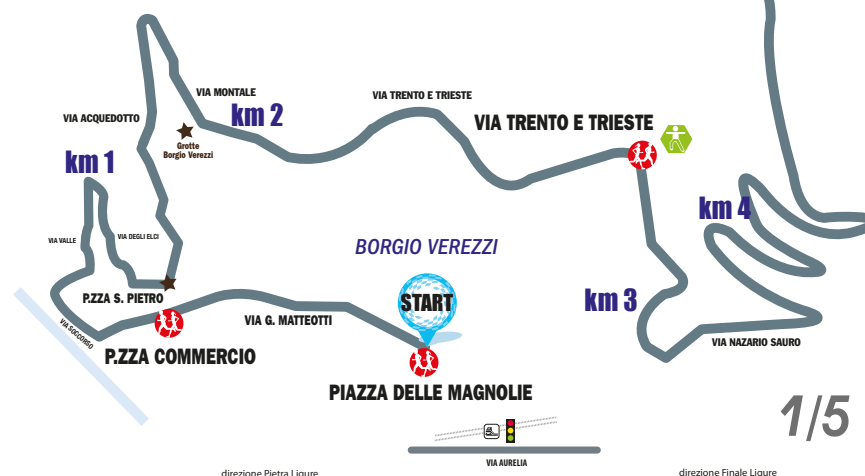 VIA MONTALE
km 2
VIA TRENTO E TRIESTE
VIA ACQUEDOTTO
VIA TRENTO E TRIESTE
Grotte
Borgio Verezzi
km 1
km 4
VIA VALLE
VIA DEGLI ELCI
BORGIO VEREZZI
P.ZZA S. PIETRO
START
km 3
VIA SOCCORSO
VIA G. MATTEOTTI
VIA NAZARIO SAURO
P.ZZA COMMERCIO
PIAZZA DELLE MAGNOLIE
1/5
VIA AURELIA
direzione Pietra Ligure
direzione Finale Ligure